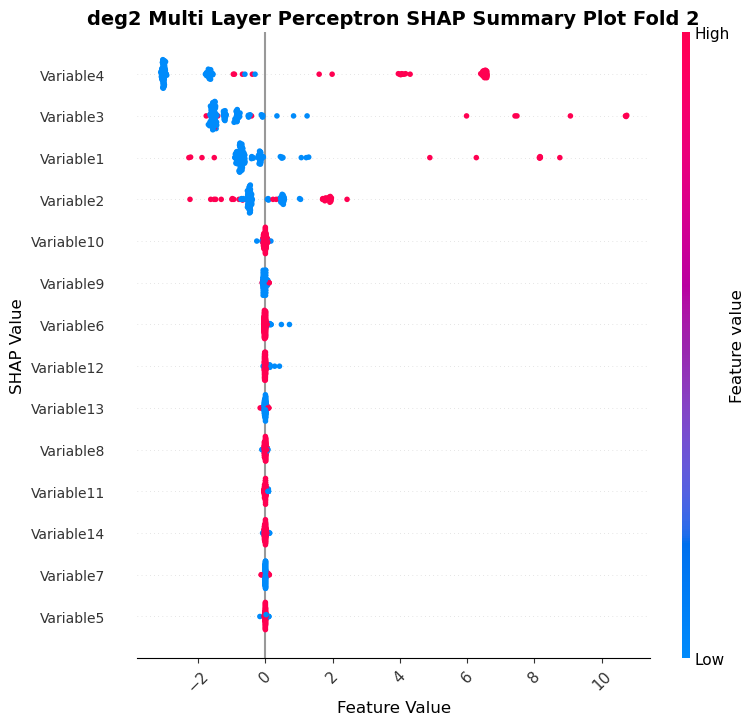 deg2 Multi Layer Perceptron SHAP Summary Plot Fold 2
High
Variable4
Variable3
Variable1
Variable2
Variable10
Variable9
Variable6
Variable12
Variable13
Variable8
Variable11
Variable14
Variable7
Variable5
SHAP Value
Feature value
Low
−2
0
2
4
6
8
10
Feature Value